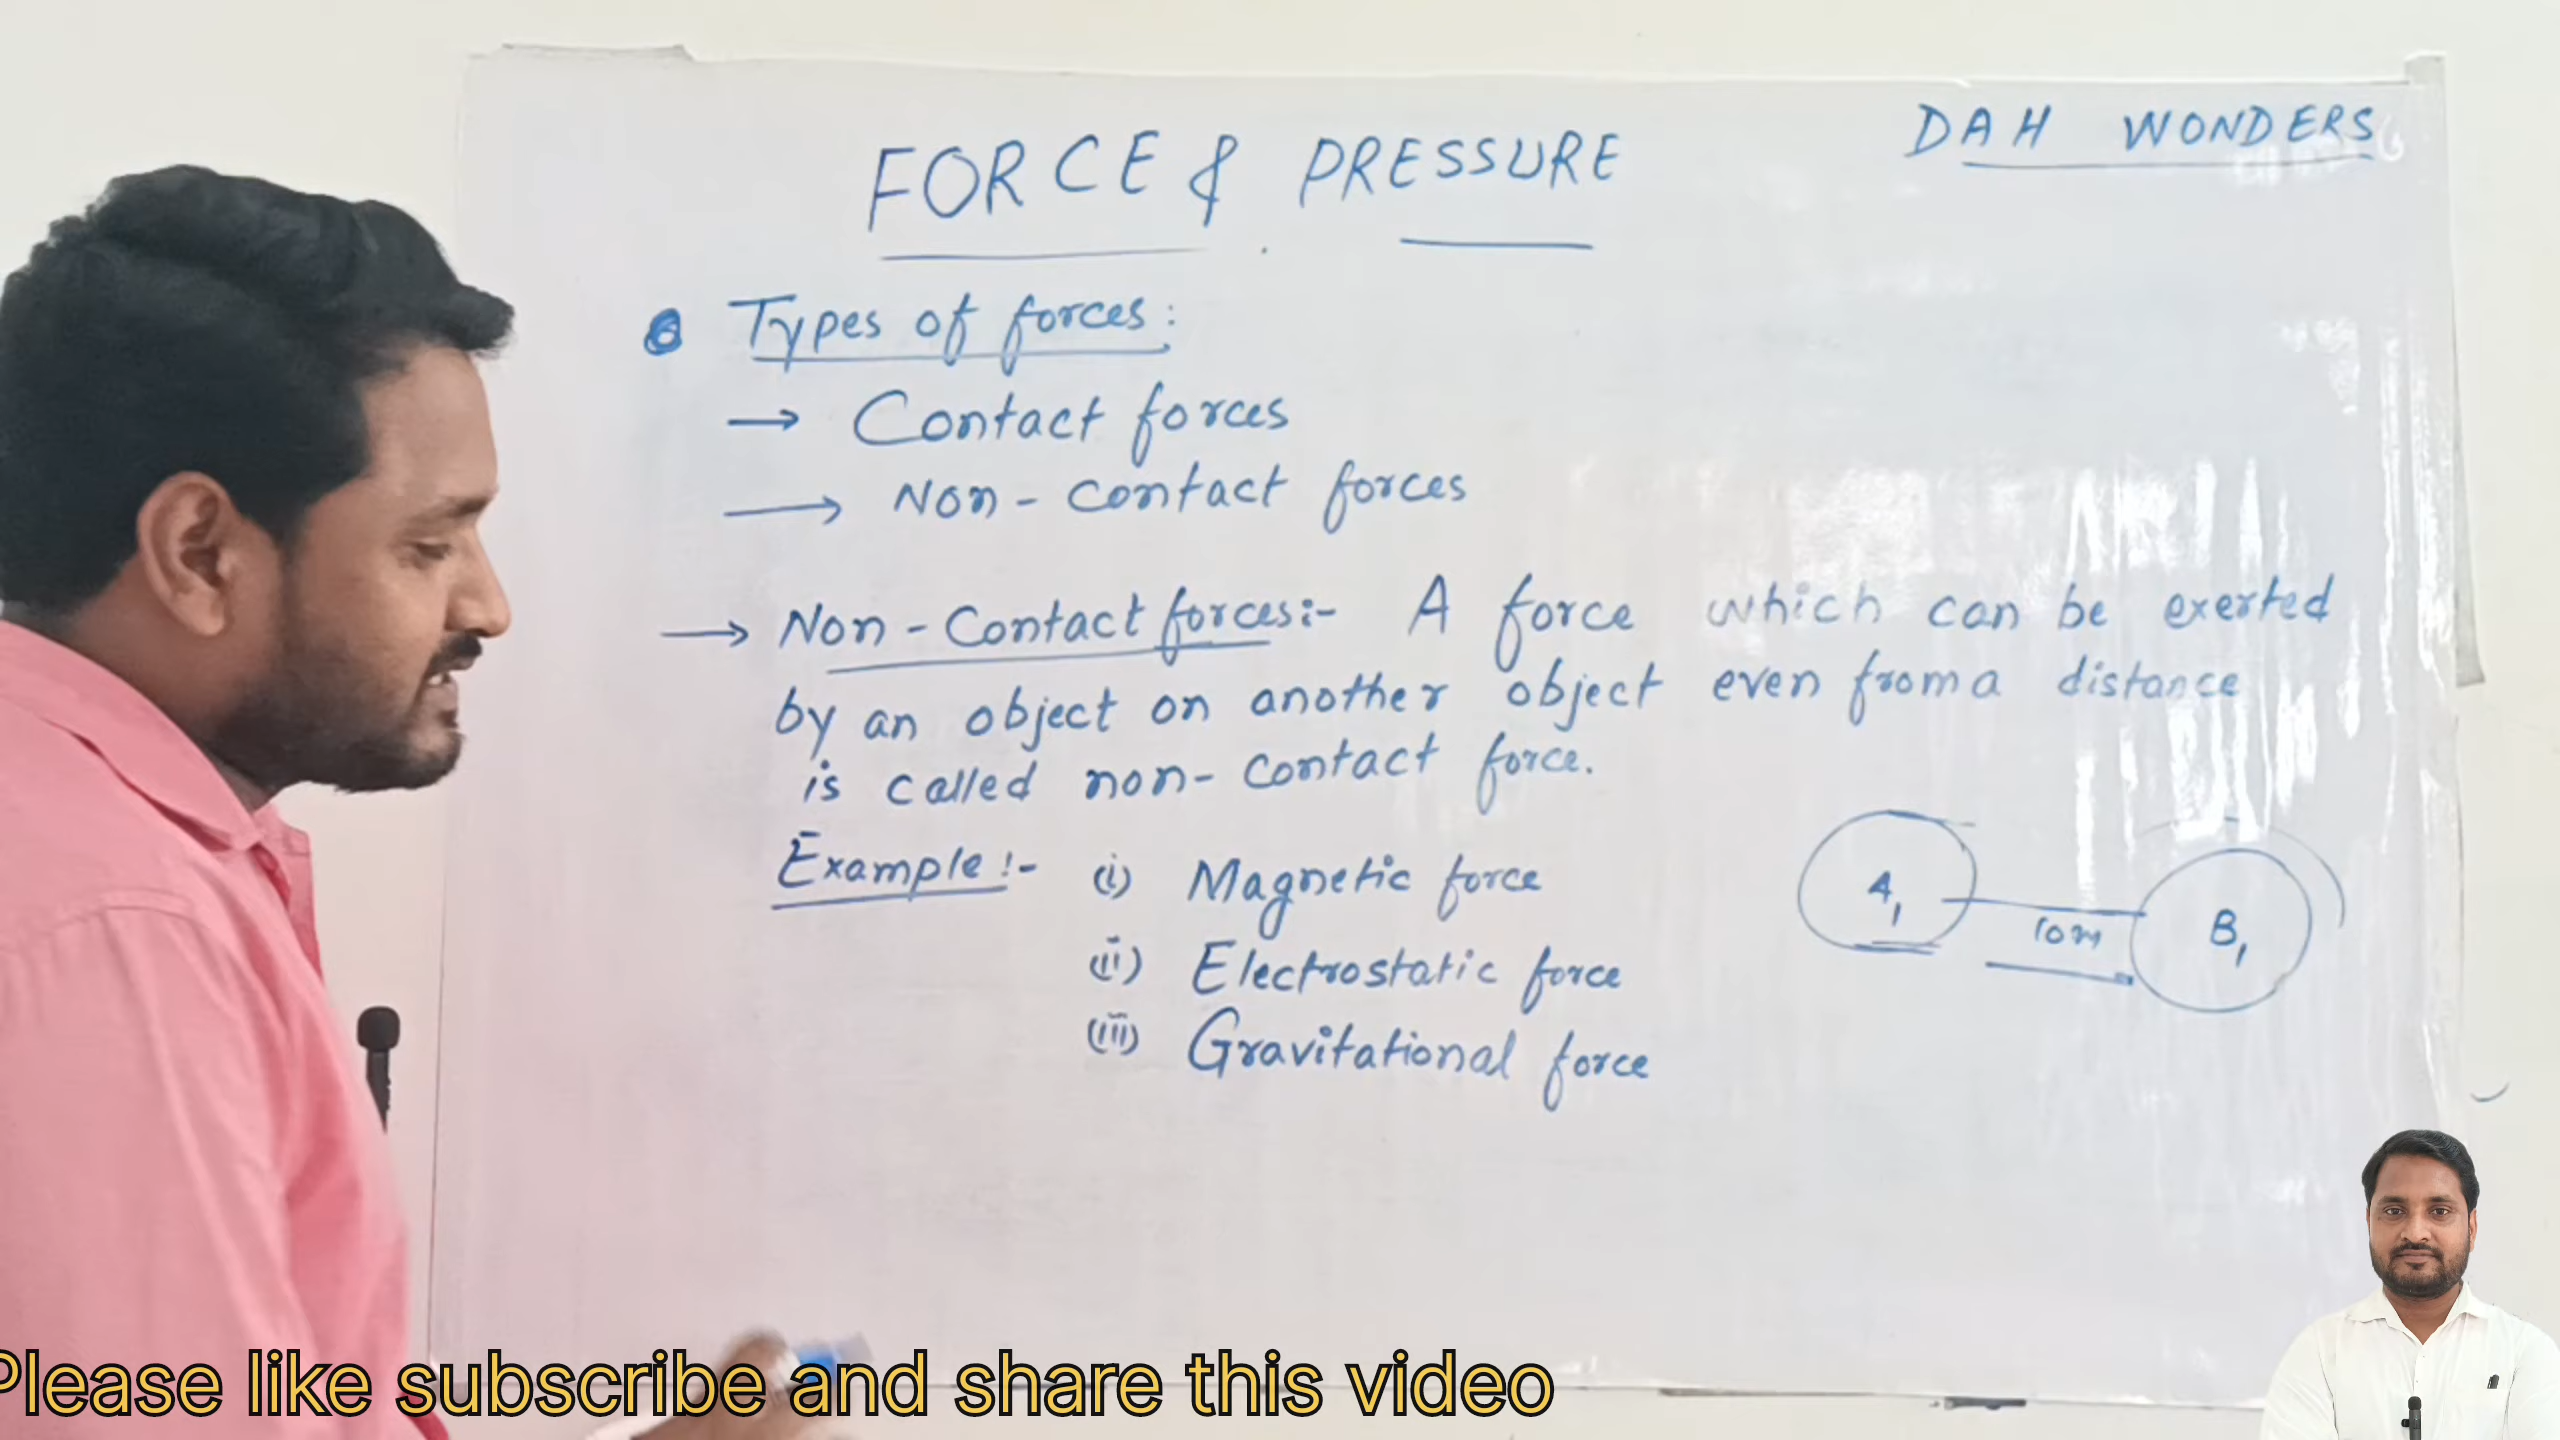 DAH WONDERS
FORCE & PRESSURE
Types of forces:
→ Contact forces
→ Non-Contact forces
→ Non-Contact forces:- A force which can be exerted
by an object on another object even from a distance
is called non-contact force.
Example:- (i) Magnetic force
(ii) Electrostatic force
(iii) Gravitational force
A, 10m B,
Please like subscribe and share this video